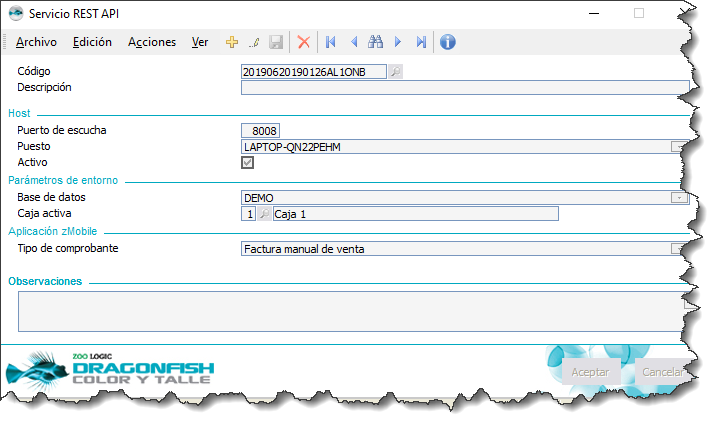 Servicio REST API
Archivo Edición Acciones Ver
Código 20190620190126AL1ONB
Descripción
Host
Puerto de escucha 8008
Puesto LAPTOP-QN22PEHM
Activo
Parámetros de entorno
Base de datos DEMO
Caja activa 1 Caja 1
Aplicación zMobile
Tipo de comprobante Factura manual de venta
Observaciones
ZOO LOGIC
DRAGONFISH
COLOR Y TALLE
Aceptar Cancelar